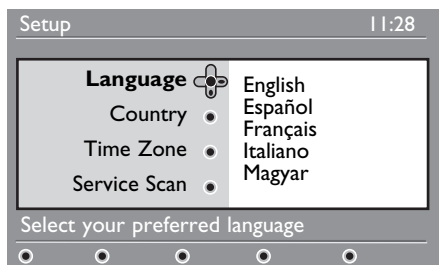 Setup 11:28
Language
Country
Time Zone
Service Scan
English
Español
Français
Italiano
Magyar
Select your preferred language